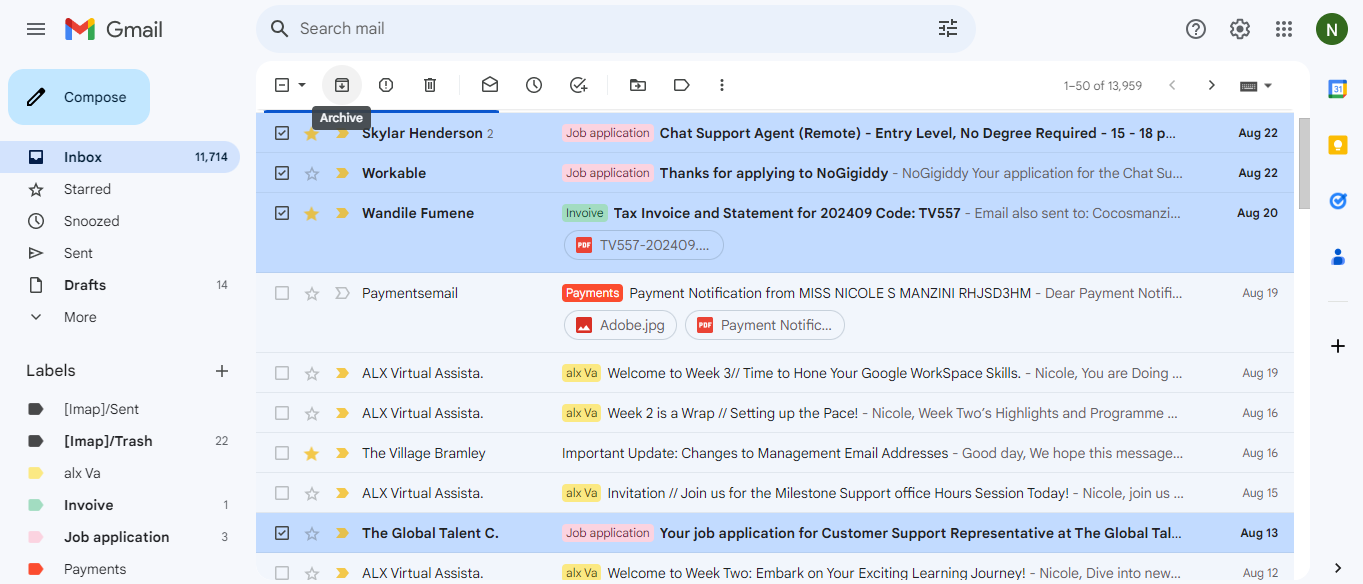 Gmail
Search mail
N
Compose
1–50 of 13,959
Archive
Inbox 11,714
Starred
Snoozed
Sent
Drafts 14
More
Labels
[Imap]/Sent
[Imap]/Trash 22
alx Va
Invoive 1
Job application 3
Payments
Skylar Henderson 2 Job application Chat Support Agent (Remote) - Entry Level, No Degree Required - 15 - 18 p... Aug 22
Workable Job application Thanks for applying to NoGigiddy - NoGigiddy Your application for the Chat Su... Aug 22
Wandile Fumene Invoive Tax Invoice and Statement for 202409 Code: TV557 - Email also sent to: Cocosmanzi... Aug 20
PDF TV557-202409....
Paymentsemail Payments Payment Notification from MISS NICOLE S MANZINI RHJSD3HM - Dear Payment Notifi... Aug 19
Adobe.jpg PDF Payment Notific...
ALX Virtual Assista. alx Va Welcome to Week 3// Time to Hone Your Google WorkSpace Skills. - Nicole, You are Doing ... Aug 19
ALX Virtual Assista. alx Va Week 2 is a Wrap // Setting up the Pace! - Nicole, Week Two’s Highlights and Programme ... Aug 16
The Village Bramley Important Update: Changes to Management Email Addresses - Good day, We hope this message... Aug 16
ALX Virtual Assista. alx Va Invitation // Join us for the Milestone Support office Hours Session Today! - Nicole, join us ... Aug 15
The Global Talent C. Job application Your job application for Customer Support Representative at The Global Tal... Aug 13
ALX Virtual Assista. alx Va Welcome to Week Two: Embark on Your Exciting Learning Journey! - Nicole, Dive into new... Aug 12
31